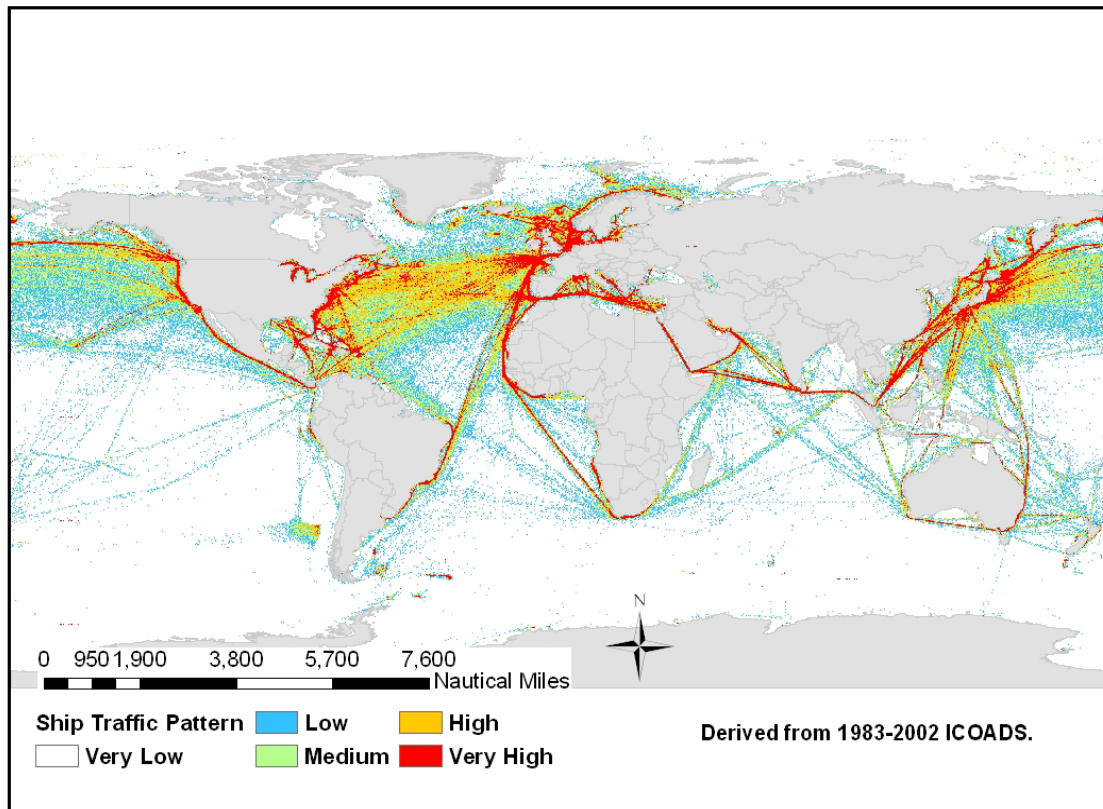 N
0 950 1,900 3,800 5,700 7,600
Nautical Miles
Ship Traffic Pattern Low High
Very Low Medium Very High
Derived from 1983-2002 ICOADS.